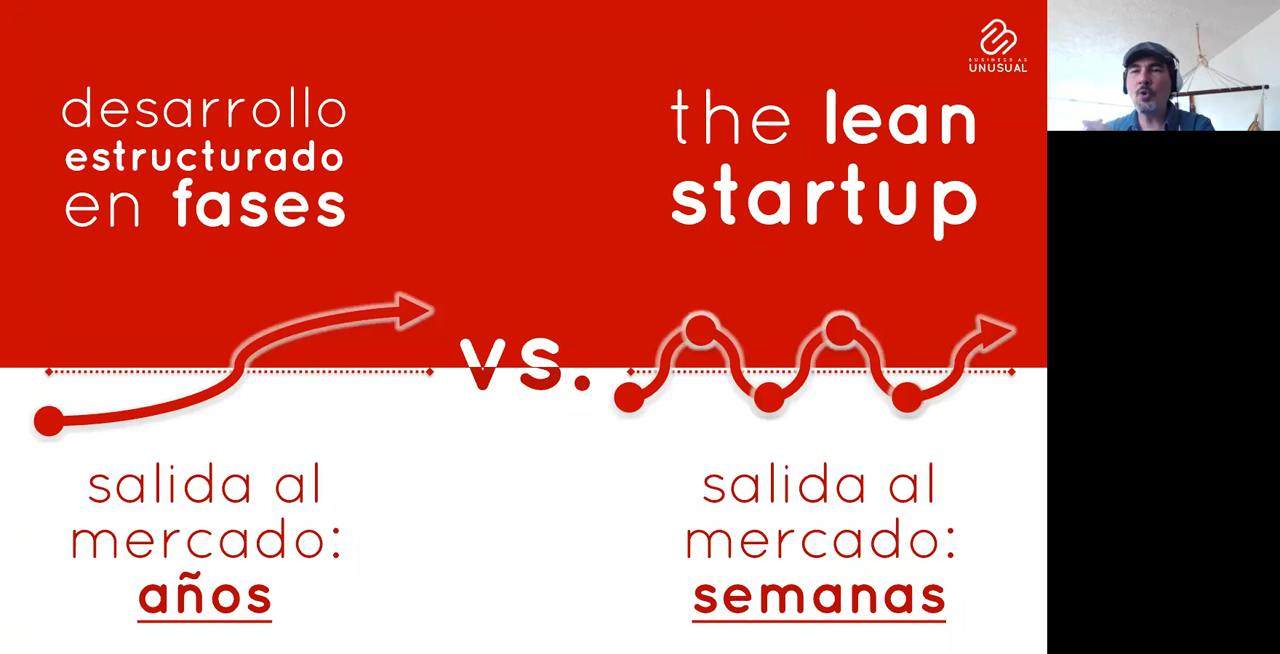 BUSINESS AS
UNUSUAL
desarrollo
estructurado
en fases
the lean
startup
vs.
salida al
mercado:
años
salida al
mercado:
semanas